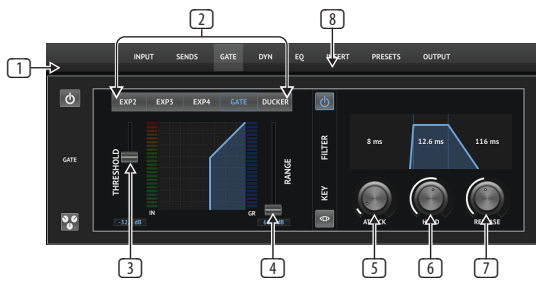 2
8
1
INPUT SENDS GATE DYN EQ INSERT PRESETS OUTPUT
EXP2 EXP3 EXP4 GATE DUCKER
GATE
THRESHOLD
RANGE
FILTER
KEY
8 ms 12.6 ms 116 ms
IN GR
ATTACK HOLD RELEASE
3 4 5 6 7